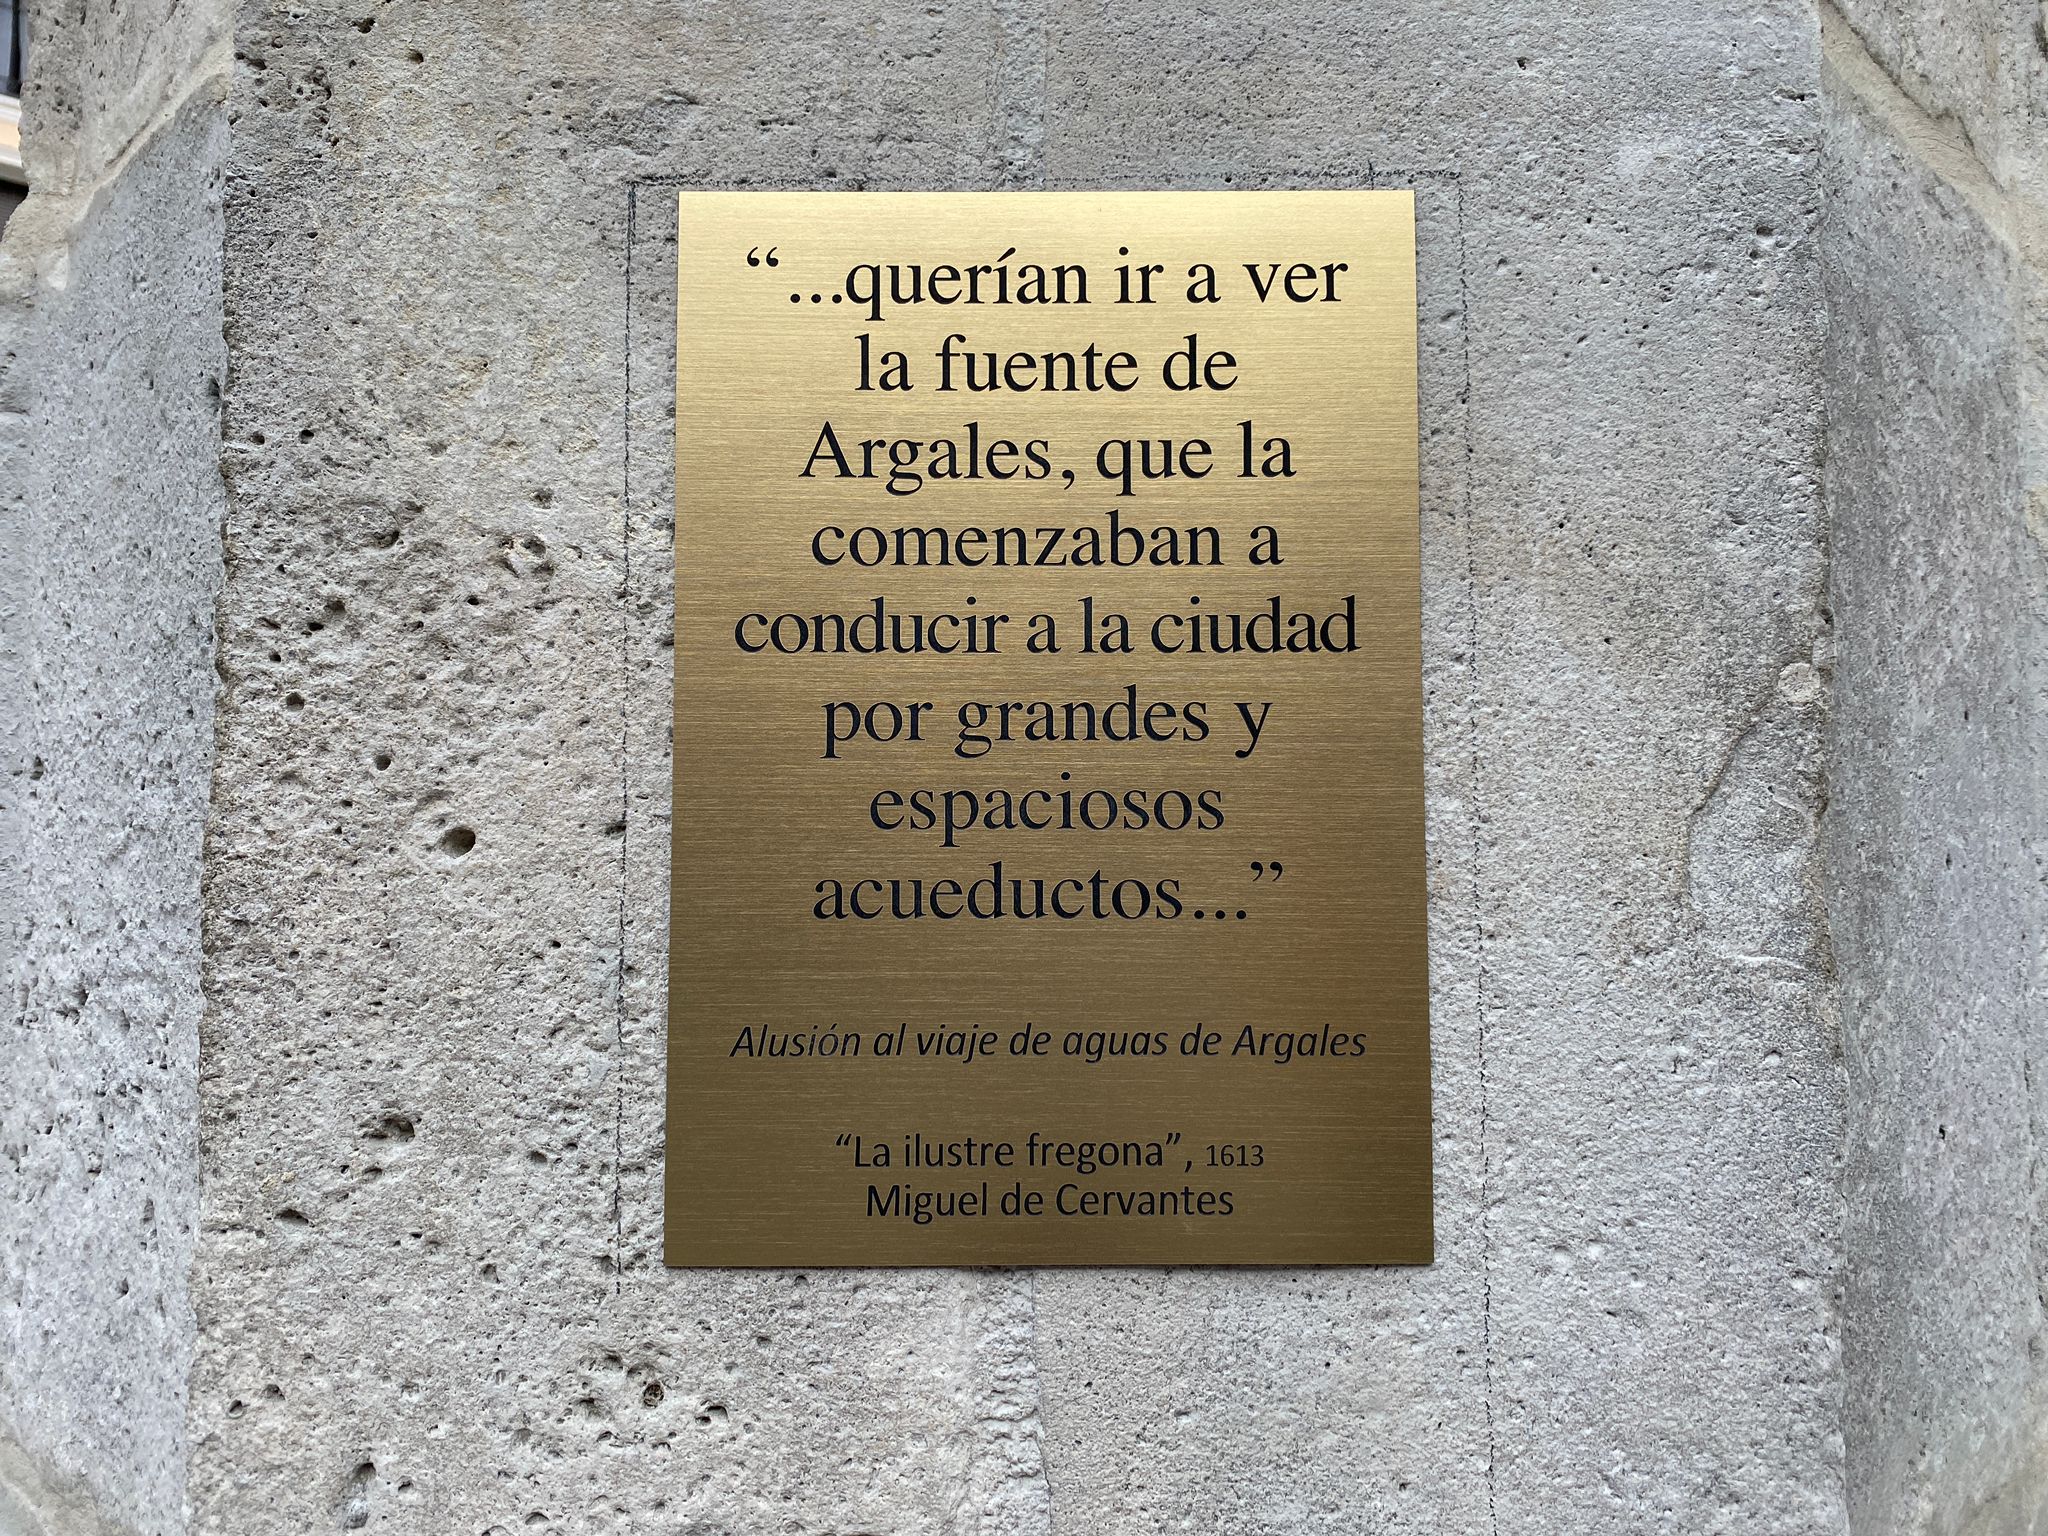 “ ...querían ir a ver
la fuente de
Argales, que la
comenzaban a
conducir a la ciudad
por grandes y
espaciosos
acueductos...”
Alusión al viaje de aguas de Argales
“La ilustre fregona”, 1613
Miguel de Cervantes